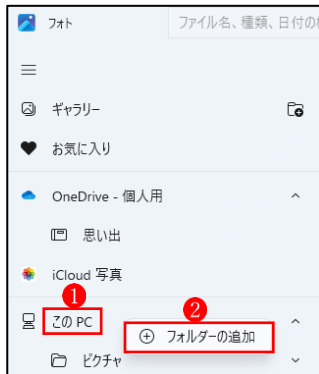 フォト
ファイル名、種類、日付の
ギャラリー
お気に入り
OneDrive - 個人用
思い出
iCloud 写真
1
2
この PC
フォルダーの追加
ピクチャ